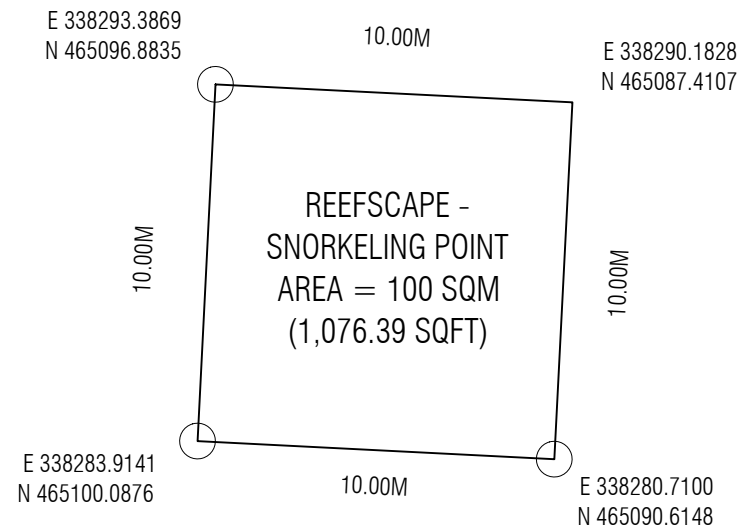 E 338293.3869
N 465096.8835
10.00M
E 338290.1828
N 465087.4107
10.00M
REEFSCAPE -
SNORKELING POINT
AREA = 100 SQM
(1,076.39 SQFT)
10.00M
E 338283.9141
N 465100.0876
10.00M
E 338280.7100
N 465090.6148